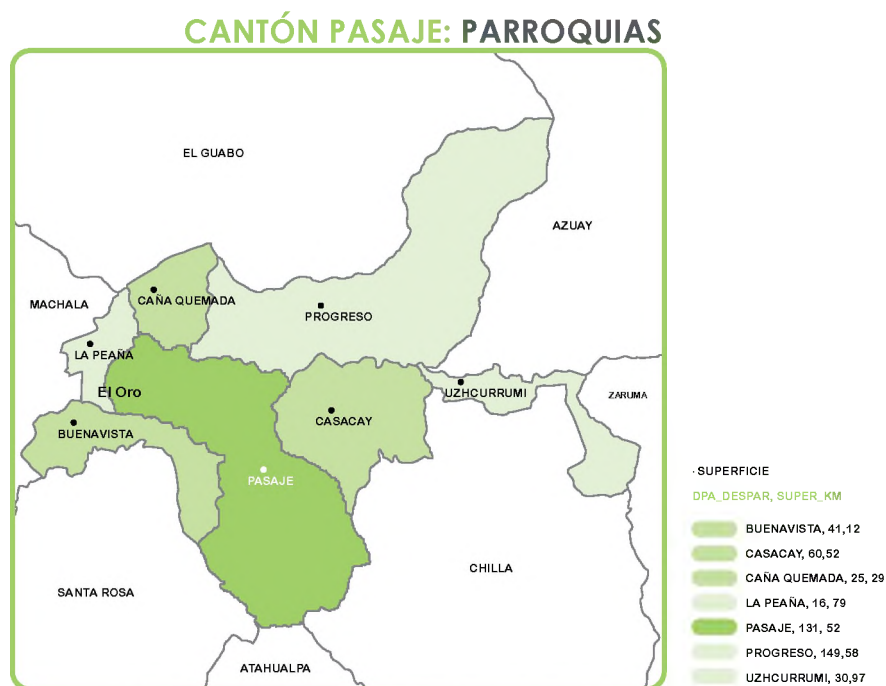 CANTÓN PASAJE: PARROQUIAS
EL GUABO
AZUAY
MACHALA
CAÑA QUEMADA
PROGRESO
LA PEAÑA
El Oro
UZHCURRUMI
ZARUMA
BUENAVISTA
CASACAY
PASAJE
CHILLA
SANTA ROSA
ATAHUALPA
· SUPERFICIE
DPA_DESPAR, SUPER_KM
BUENAVISTA, 41,12
CASACAY, 60,52
CAÑA QUEMADA, 25, 29
LA PEAÑA, 16, 79
PASAJE, 131, 52
PROGRESO, 149,58
UZHCURRUMI, 30,97